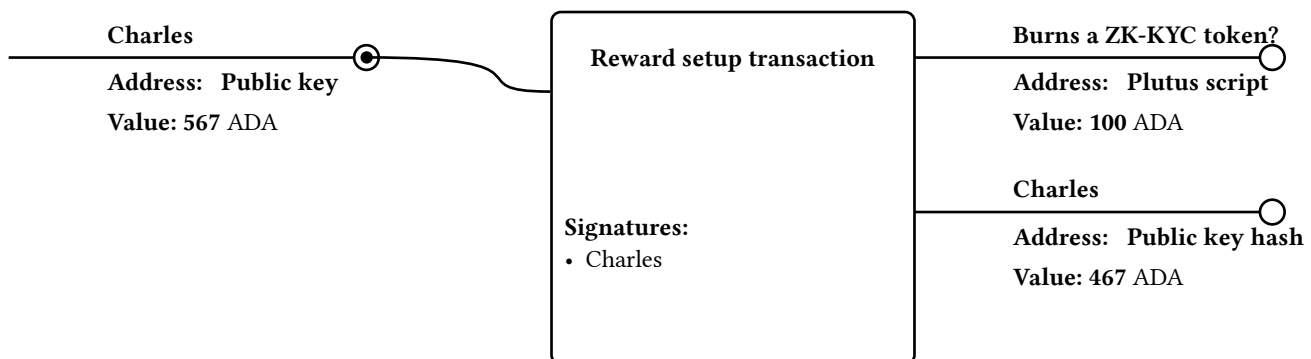 Charles
Address: Public key
Value: 567 ADA
Reward setup transaction
Signatures:
• Charles
Burns a ZK-KYC token?
Address: Plutus script
Value: 100 ADA
Charles
Address: Public key hash
Value: 467 ADA